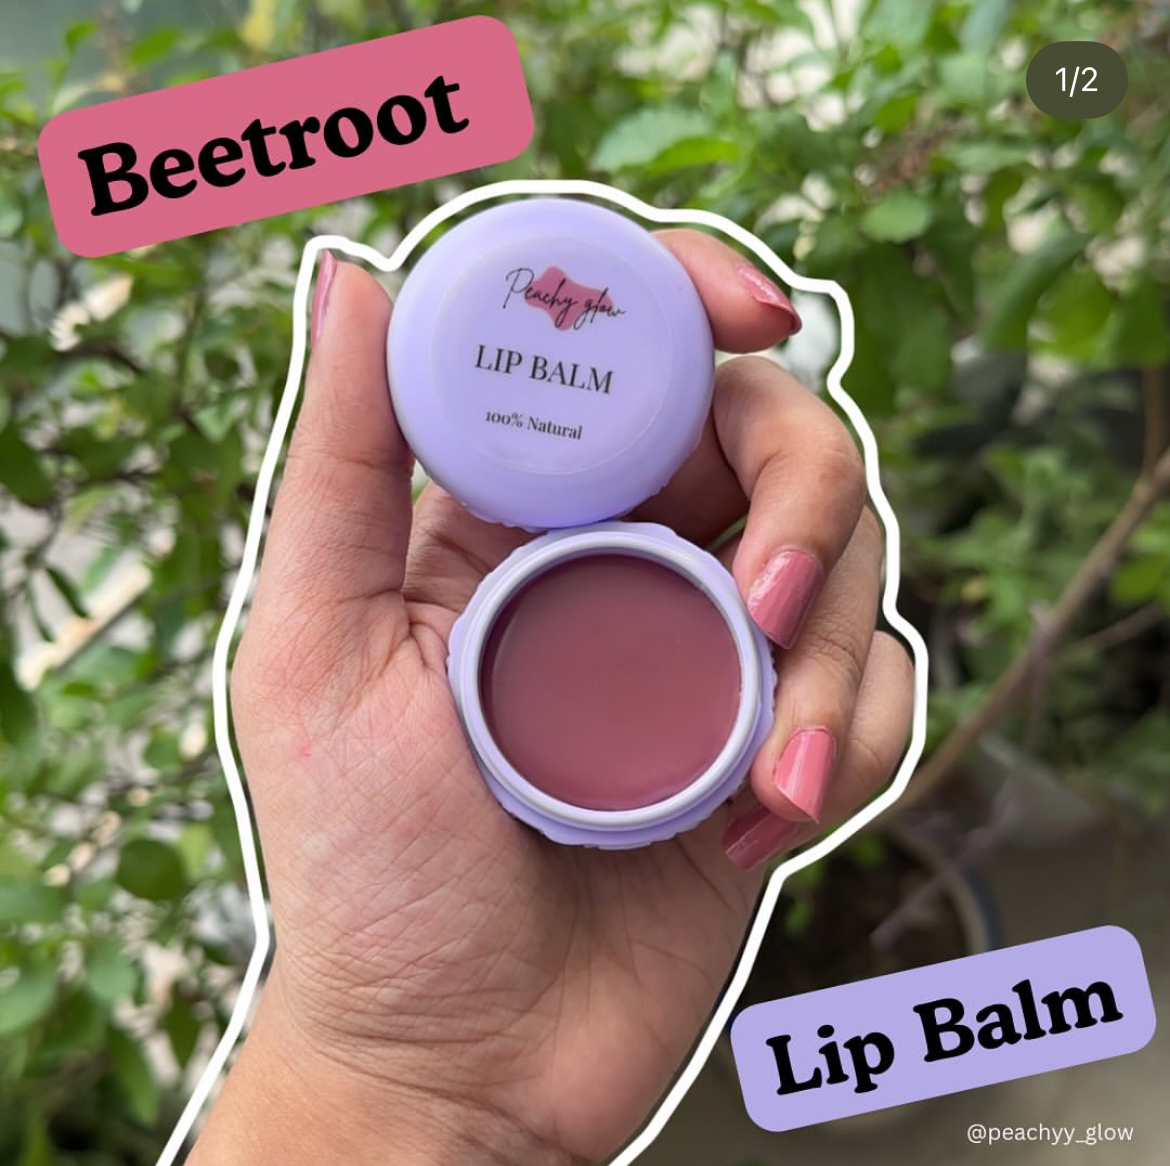 Beetroot
1/2
Peachy glow
LIP BALM
100% Natural
Lip Balm
@peachyy_glow